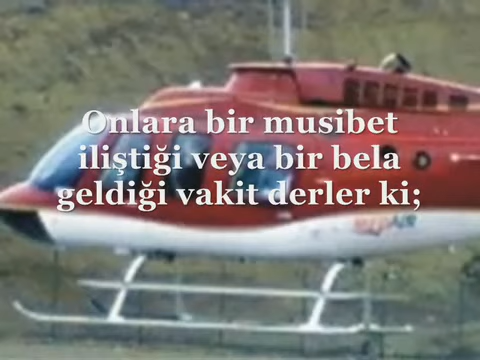 Onlara bir musibet
iliştiği veya bir bela
geldiği vakit derler ki;